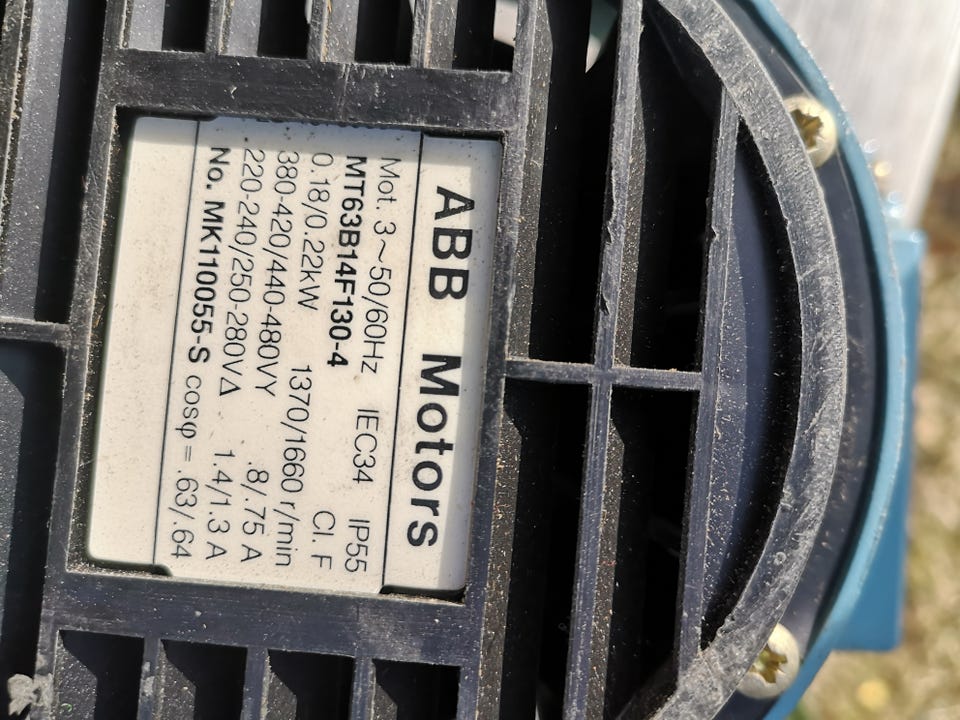 ABB Motors
Mot. 3~50/60Hz IEC34 IP55
MT63B14F130-4 Cl. F
0.18/0.22kW 1370/1660 r/min
380-420/440-480VY .8/.75 A
220-240/250-280VΔ 1.4/1.3 A
No. MK110055-S cosφ = .63/.64